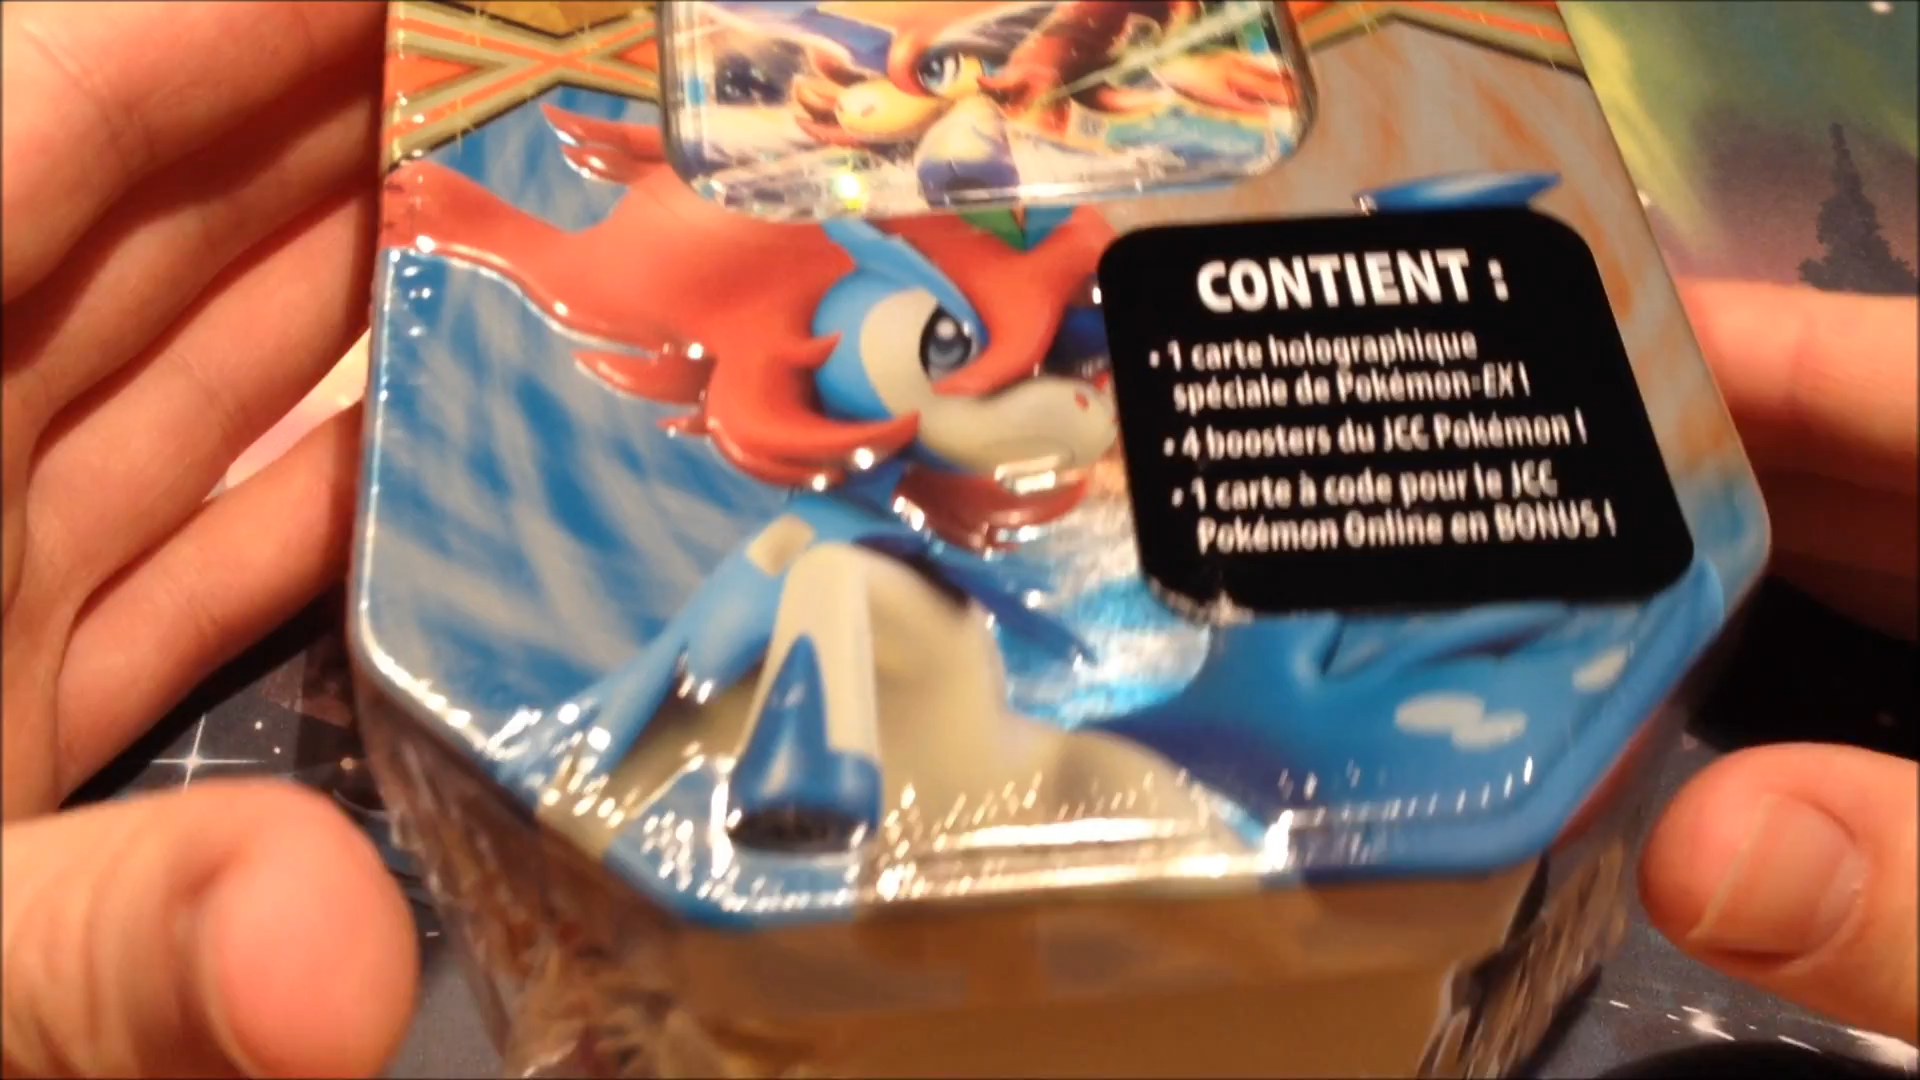 CONTIENT :
• 1 carte holographique
spéciale de Pokémon-EX !
• 4 boosters du JCC Pokémon !
• 1 carte à code pour le JCC
Pokémon Online en BONUS !